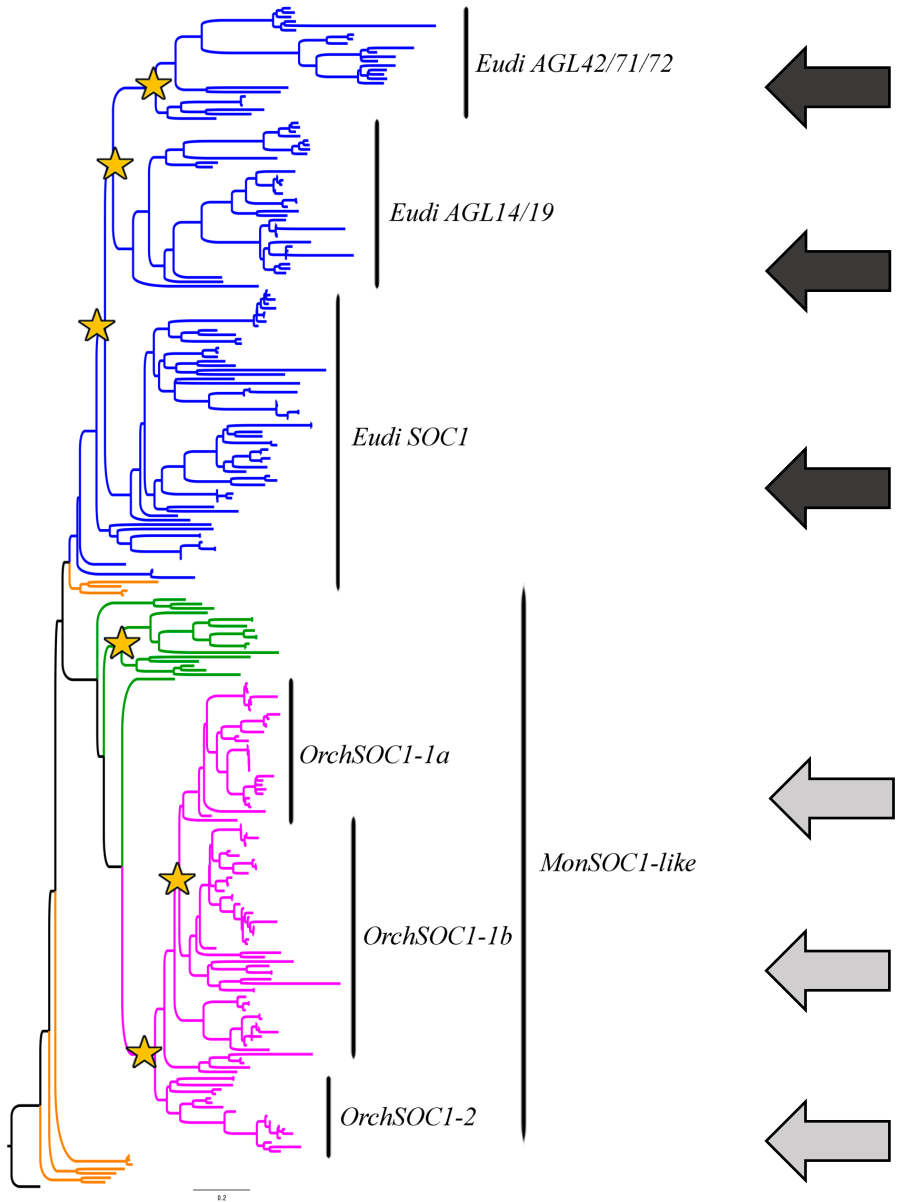 Eudi AGL42/71/72
Eudi AGL14/19
Eudi SOC1
OrchSOC1-1a
MonSOC1-like
OrchSOC1-1b
OrchSOC1-2
0.2